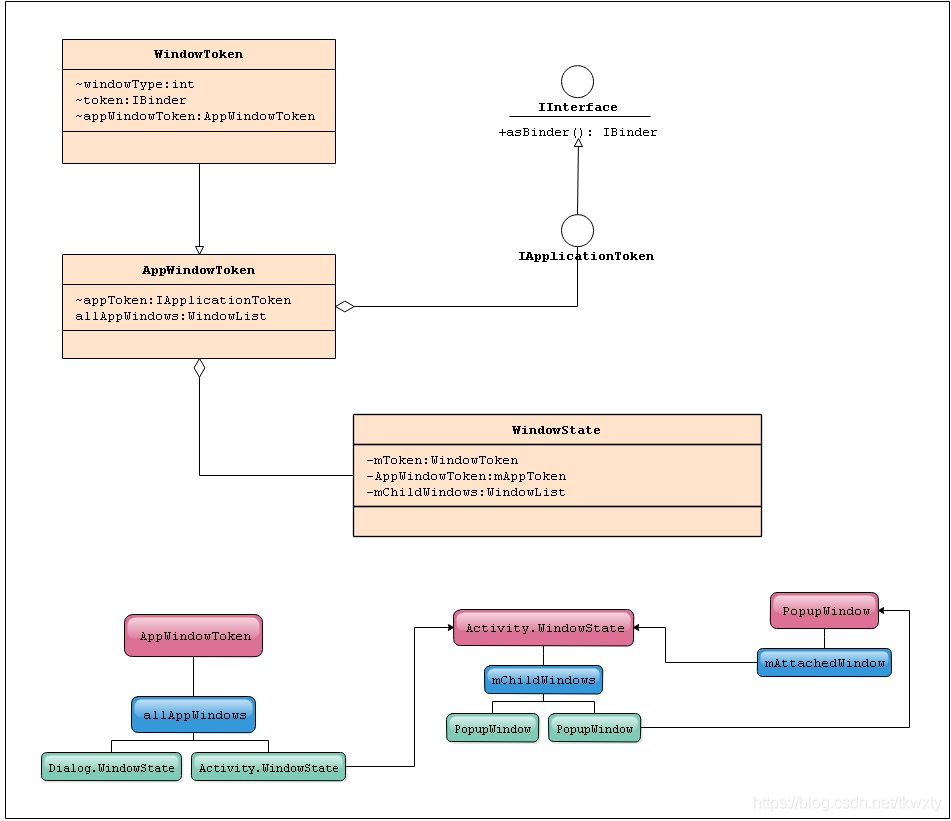 WindowToken
~windowType:int
~token:IBinder
~appWindowToken:AppWindowToken
IInterface
+asBinder(): IBinder
IApplicationToken
AppWindowToken
~appToken:IApplicationToken
allAppWindows:WindowList
WindowState
-mToken:WindowToken
-AppWindowToken:mAppToken
-mChildWindows:WindowList
AppWindowToken
allAppWindows
Dialog.WindowState
Activity.WindowState
Activity.WindowState
mChildWindows
PopupWindow
PopupWindow
PopupWindow
mAttachedWindow
https://blog.csdn.net/tkwxty